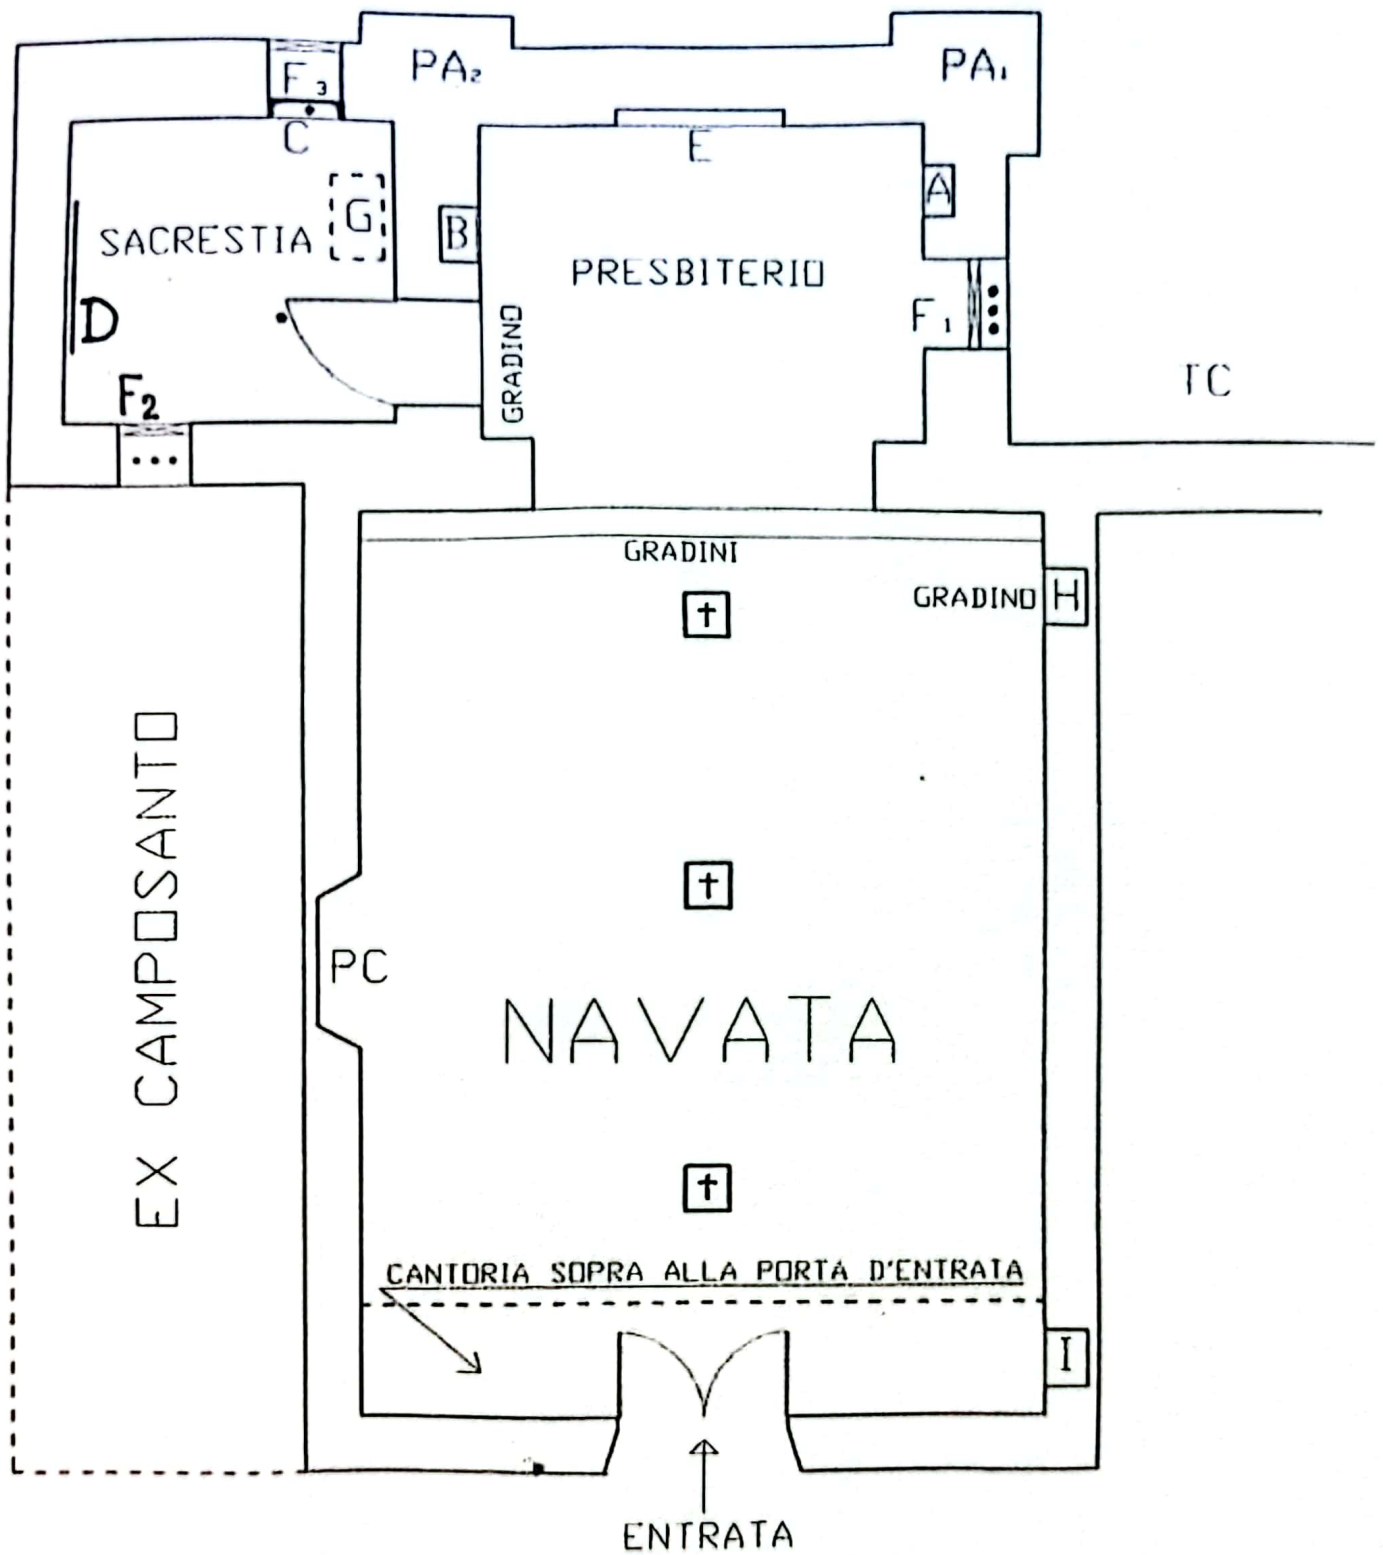 PA₂
PA₁
F₃
C
E
A
G
B
SACRESTIA
PRESBITERIO
D
GRADINO
F₁
F₂
TC
GRADINI
GRADINO
H
EX CAMPOSANTO
PC
NAVATA
CANTORIA SOPRA ALLA PORTA D'ENTRATA
I
ENTRATA